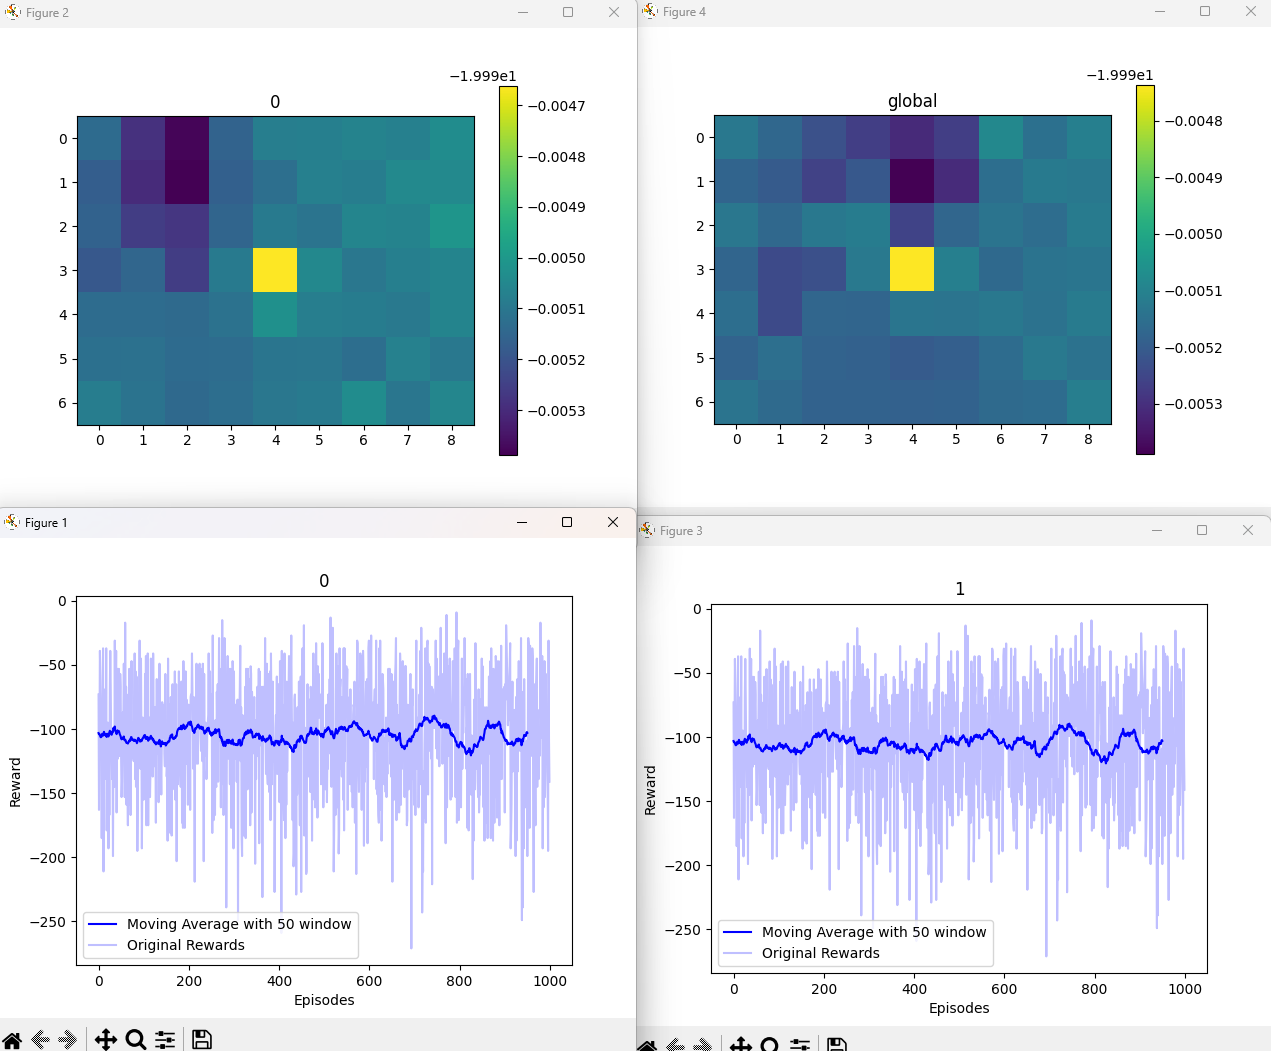 Figure 2
0
−1.999e1
−0.0047
−0.0048
−0.0049
−0.0050
−0.0051
−0.0052
−0.0053
0
1
2
3
4
5
6
0 1 2 3 4 5 6 7 8
Figure 4
global
−1.999e1
−0.0048
−0.0049
−0.0050
−0.0051
−0.0052
−0.0053
0
1
2
3
4
5
6
0 1 2 3 4 5 6 7 8
Figure 1
0
0
−50
−100
−150
−200
−250
Reward
Moving Average with 50 window
Original Rewards
0 200 400 600 800 1000
Episodes
Figure 3
1
0
−50
−100
−150
−200
−250
Reward
Moving Average with 50 window
Original Rewards
0 200 400 600 800 1000
Episodes